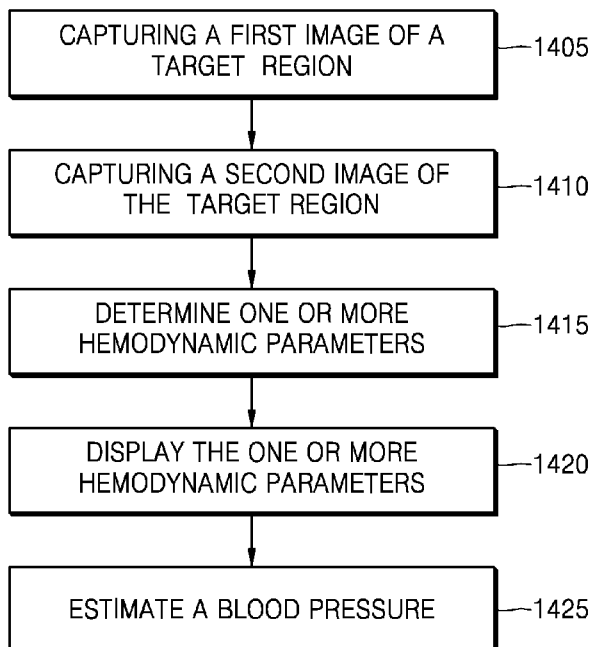 CAPTURING A FIRST IMAGE OF A
TARGET REGION
1405
CAPTURING A SECOND IMAGE OF
THE TARGET REGION
1410
DETERMINE ONE OR MORE
HEMODYNAMIC PARAMETERS
1415
DISPLAY THE ONE OR MORE
HEMODYNAMIC PARAMETERS
1420
ESTIMATE A BLOOD PRESSURE
1425